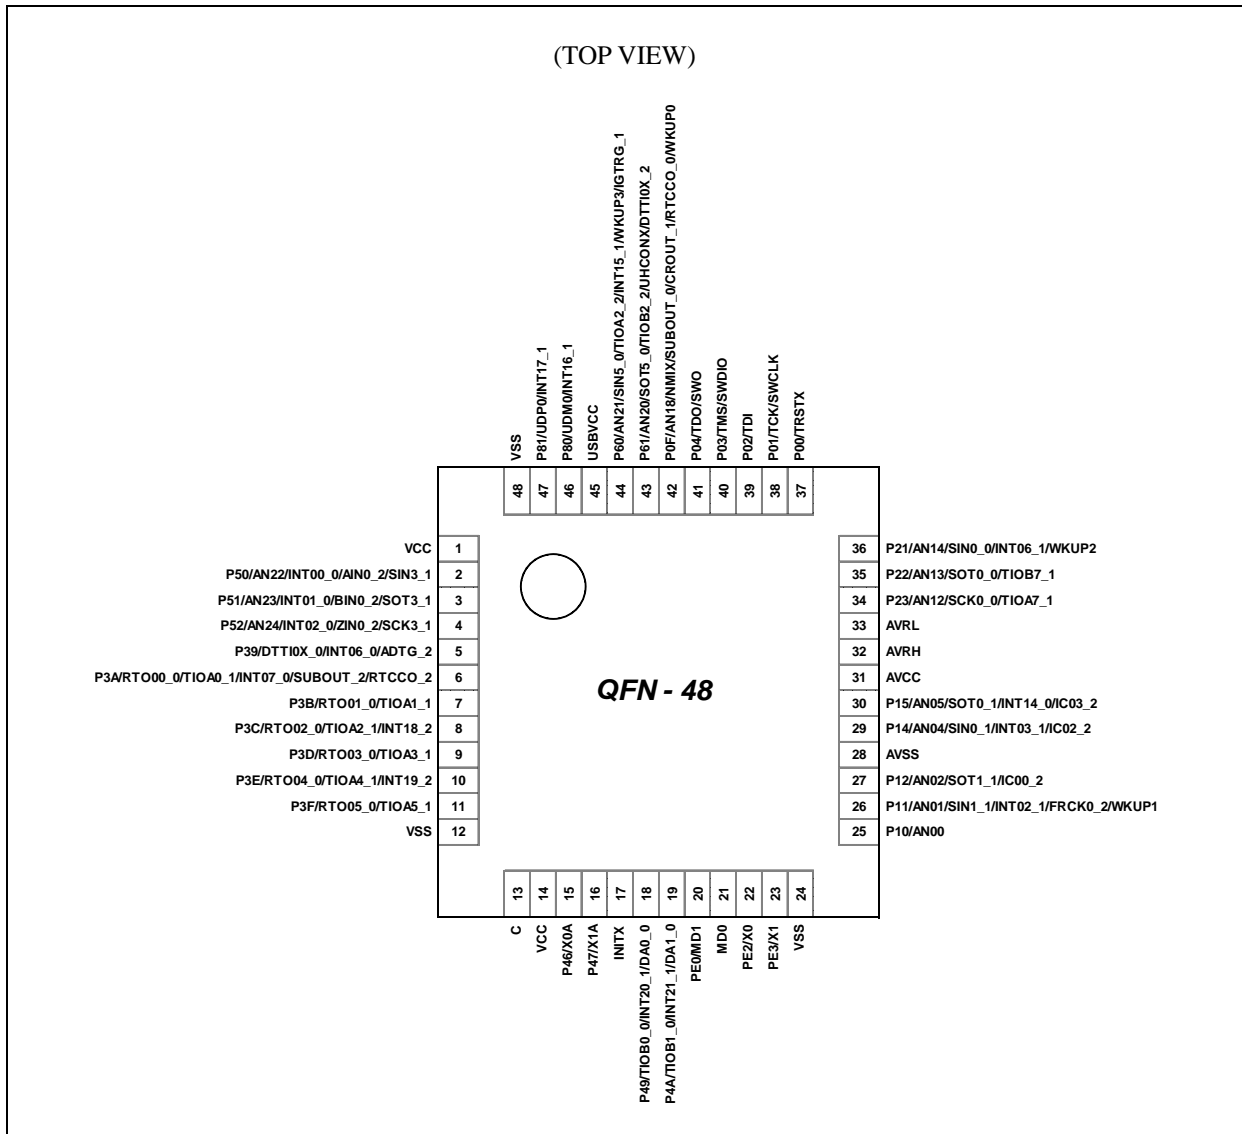 (TOP VIEW)
VSS
P81/UDP0/INT17_1
P80/UDM0/INT16_1
USBVCC
P60/AN21/SIN5_0/TIOA2_2/INT15_1/WKUP3/IGTRG_1
P61/AN20/SOT5_0/TIOB2_2/UHCONX/DTTI0X_2
P0F/AN18/NMIX/SUBOUT_0/CROUT_1/RTCCO_0/WKUP0
P04/TDO/SWO
P03/TMS/SWDIO
P02/TDI
P01/TCK/SWCLK
P00/TRSTX
48 47 46 45 44 43 42 41 40 39 38 37
VCC 1
P50/AN22/INT00_0/AIN0_2/SIN3_1 2
P51/AN23/INT01_0/BIN0_2/SOT3_1 3
P52/AN24/INT02_0/ZIN0_2/SCK3_1 4
P39/DTTI0X_0/INT06_0/ADTG_2 5
P3A/RTO00_0/TIOA0_1/INT07_0/SUBOUT_2/RTCCO_2 6
P3B/RTO01_0/TIOA1_1 7
P3C/RTO02_0/TIOA2_1/INT18_2 8
P3D/RTO03_0/TIOA3_1 9
P3E/RTO04_0/TIOA4_1/INT19_2 10
P3F/RTO05_0/TIOA5_1 11
VSS 12
QFN - 48
36 P21/AN14/SIN0_0/INT06_1/WKUP2
35 P22/AN13/SOT0_0/TIOB7_1
34 P23/AN12/SCK0_0/TIOA7_1
33 AVRL
32 AVRH
31 AVCC
30 P15/AN05/SOT0_1/INT14_0/IC03_2
29 P14/AN04/SIN0_1/INT03_1/IC02_2
28 AVSS
27 P12/AN02/SOT1_1/IC00_2
26 P11/AN01/SIN1_1/INT02_1/FRCK0_2/WKUP1
25 P10/AN00
13 14 15 16 17 18 19 20 21 22 23 24
C
VCC
P46/X0A
P47/X1A
INITX
P49/TIOB0_0/INT20_1/DA0_0
P4A/TIOB1_0/INT21_1/DA1_0
PE0/MD1
MD0
PE2/X0
PE3/X1
VSS